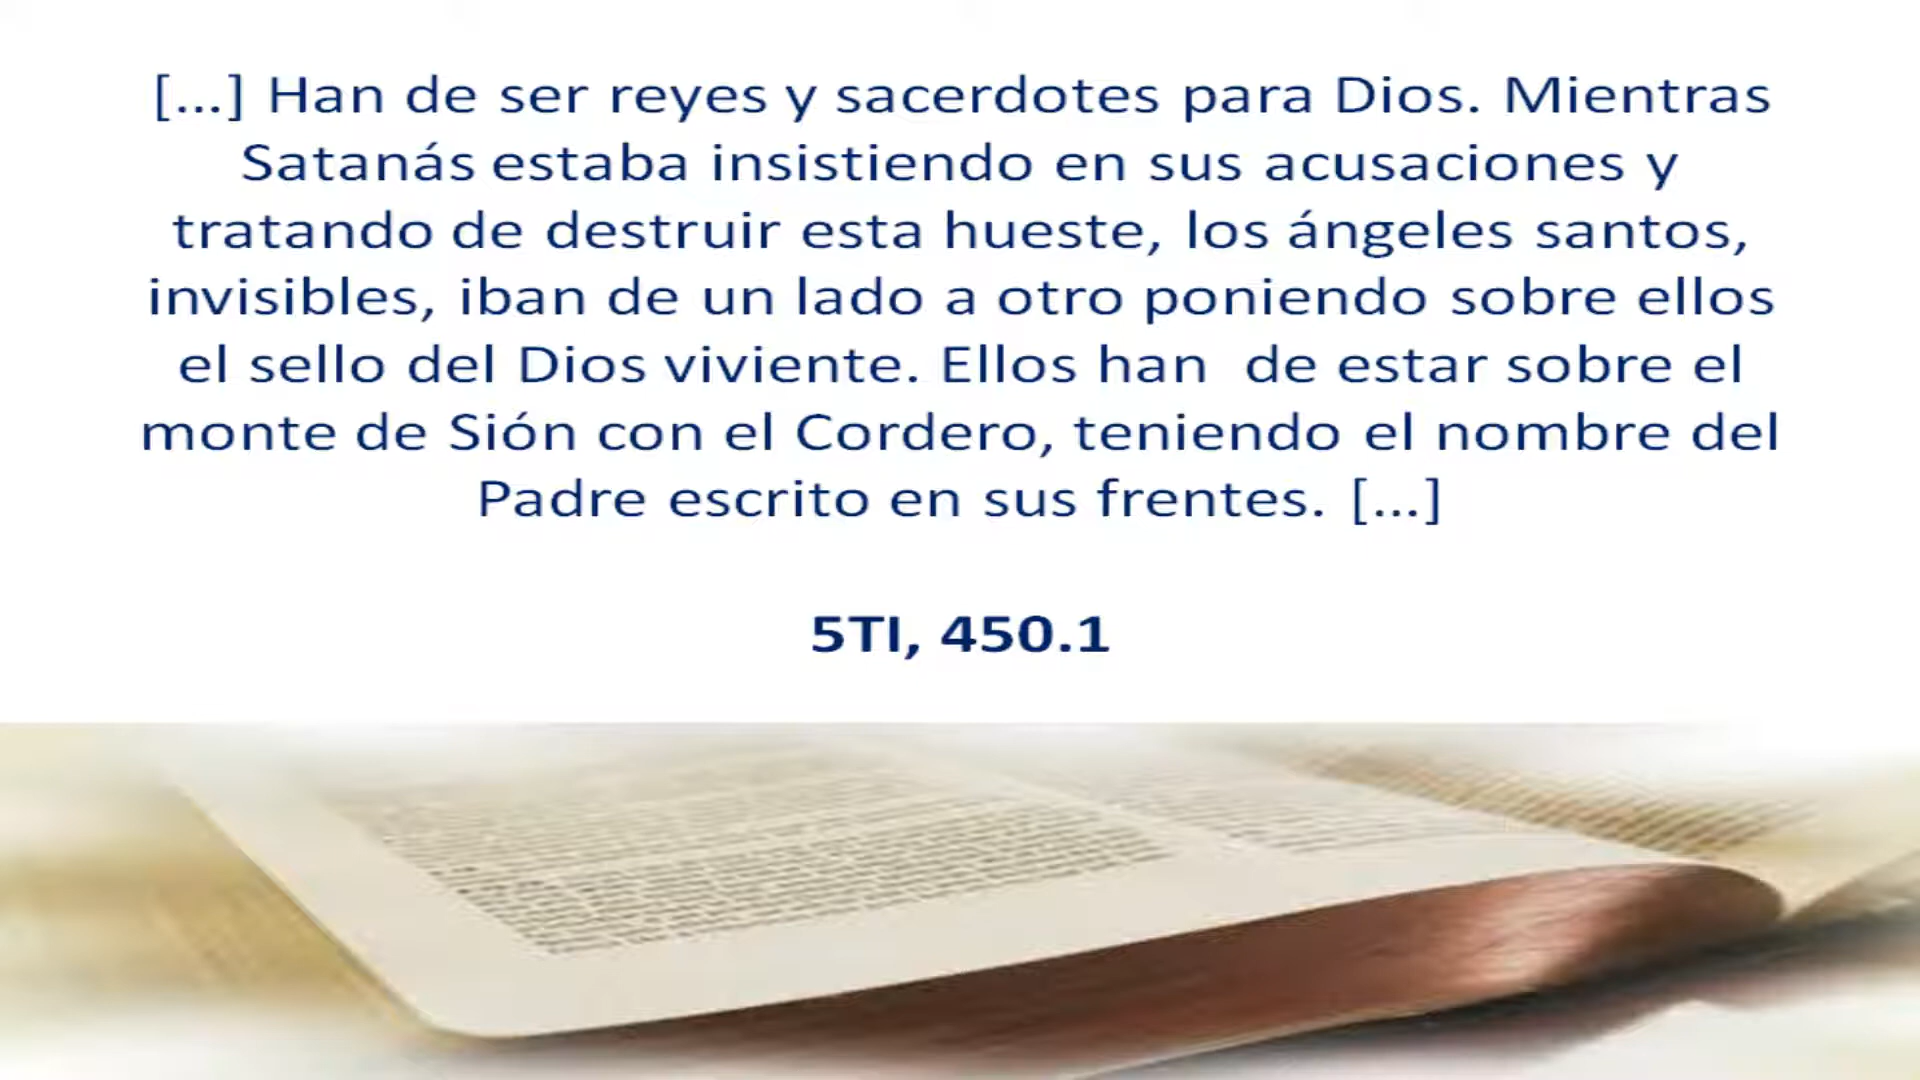 [...] Han de ser reyes y sacerdotes para Dios. Mientras
Satanás estaba insistiendo en sus acusaciones y
tratando de destruir esta hueste, los ángeles santos,
invisibles, iban de un lado a otro poniendo sobre ellos
el sello del Dios viviente. Ellos han  de estar sobre el
monte de Sión con el Cordero, teniendo el nombre del
Padre escrito en sus frentes. [...]
5TI, 450.1